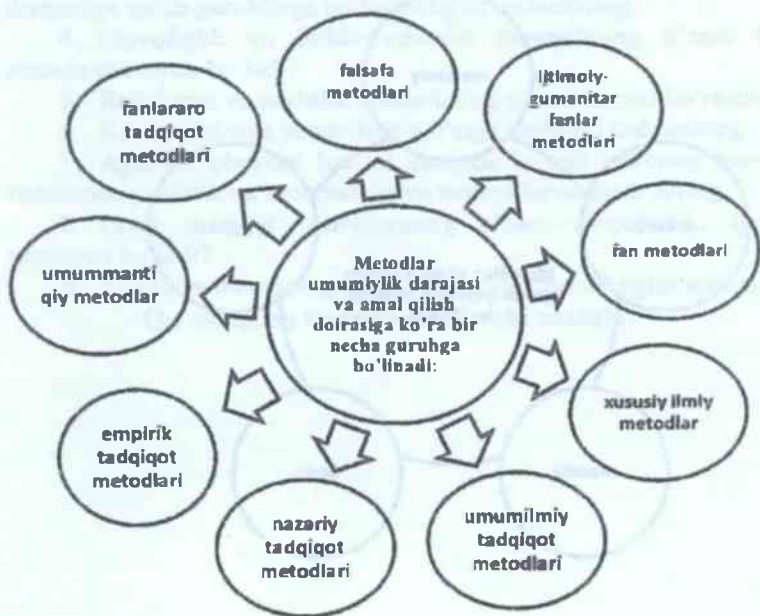 falsafa
metodlari
Ijtimoiy-
gumanitar
fanlar
metodlari
fan metodlari
xususiy ilmiy
metodlar
umumilmiy
tadqiqot
metodlari
nazariy
tadqiqot
metodlari
empirik
tadqiqot
metodlari
umummanti
qiy metodlar
fanlararo
tadqiqot
metodlari
Metodlar
umumiylik darajasi
va amal qilish
doirasiga ko'ra bir
necha guruhga
bo'linadi: